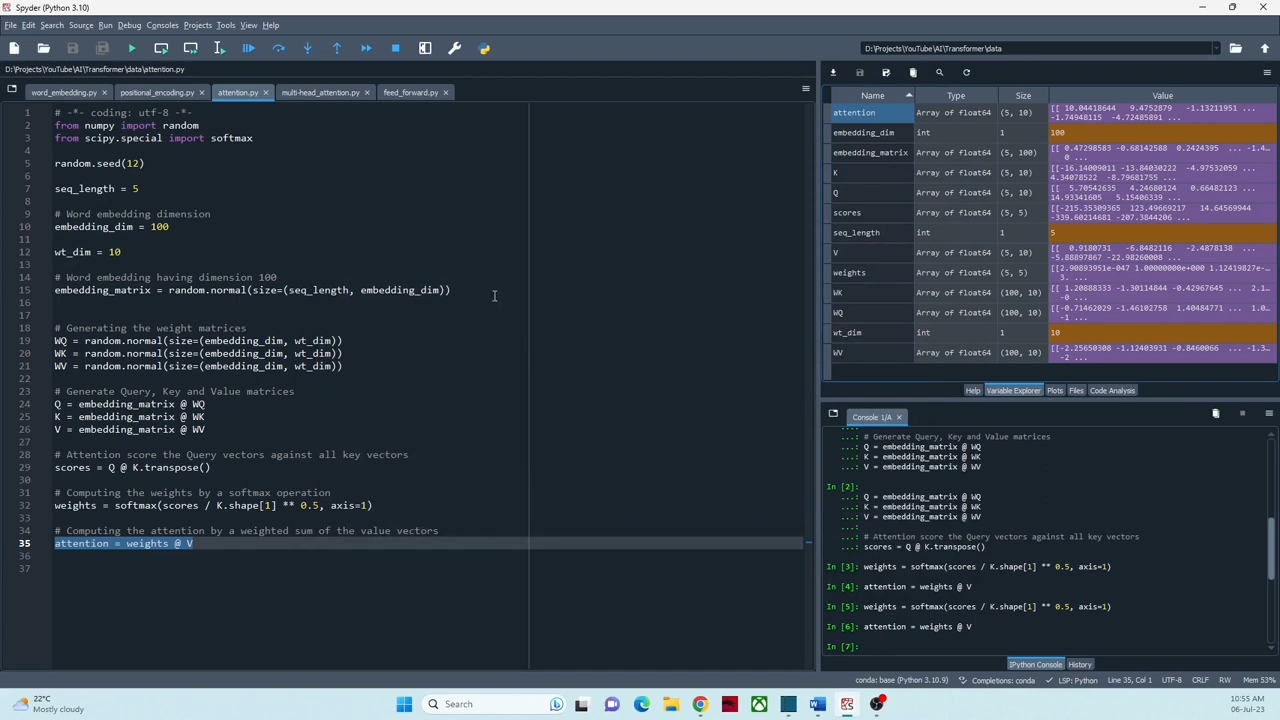 Spyder (Python 3.10)
File Edit Search Source Run Debug Consoles Projects Tools View Help
D:\Projects\YouTube\AI\Transformer\data
D:\Projects\YouTube\AI\Transformer\data\attention.py
word_embedding.py positional_encoding.py attention.py multi-head_attention.py feed_forward.py
1 # -*- coding: utf-8 -*-
2 from numpy import random
3 from scipy.special import softmax
4
5 random.seed(12)
6
7 seq_length = 5
8
9 # Word embedding dimension
10 embedding_dim = 100
11
12 wt_dim = 10
13
14 # Word embedding having dimension 100
15 embedding_matrix = random.normal(size=(seq_length, embedding_dim))
16
17
18 # Generating the weight matrices
19 WQ = random.normal(size=(embedding_dim, wt_dim))
20 WK = random.normal(size=(embedding_dim, wt_dim))
21 WV = random.normal(size=(embedding_dim, wt_dim))
22
23 # Generate Query, Key and Value matrices
24 Q = embedding_matrix @ WQ
25 K = embedding_matrix @ WK
26 V = embedding_matrix @ WV
27
28 # Attention score the Query vectors against all key vectors
29 scores = Q @ K.transpose()
30
31 # Computing the weights by a softmax operation
32 weights = softmax(scores / K.shape[1] ** 0.5, axis=1)
33
34 # Computing the attention by a weighted sum of the value vectors
35 attention = weights @ V
36
37
Name Type Size Value
attention Array of float64 (5, 10) [[ 10.04418644 9.4752879 -1.13211951 ...
-1.74948115 -4.72485891 ...
embedding_dim int 1 100
embedding_matrix Array of float64 (5, 100) [[ 0.47298583 -0.68142588 0.2424395 ... -1.4…
0 ...
K Array of float64 (5, 10) [[-16.14009011 -13.84030222 -4.97532059 ...
4.34078522 -8.79681755 ...
Q Array of float64 (5, 10) [[ 5.70542635 4.24680124 0.66482123 ...
14.93341605 5.15406339 ...
scores Array of float64 (5, 5) [[-215.35309365 123.49669217 14.64569944
-339.60214681 -207.3844206 ...
seq_length int 1 5
V Array of float64 (5, 10) [[ 0.9180731 -6.8482116 -2.4878138 ...
-5.88897867 -22.98260008 ...
weights Array of float64 (5, 5) [[2.90893951e-047 1.00000000e+000 1.12419827e-…
3. ...
WK Array of float64 (100, 10) [[ 1.20888333 -1.30114844 -0.42967645 ... 2.1…
-0 ...
WQ Array of float64 (100, 10) [[-0.71462029 1.40484771 ... 1.0…
-1 ...
wt_dim int 1 10
WV Array of float64 (100, 10) [[-2.25650308 -1.12403931 -0.8460066 ... -1.3…
-2 ...
Help Variable Explorer Plots Files Code Analysis
Console 1/A
...:
...: # Generate Query, Key and Value matrices
...: Q = embedding_matrix @ WQ
...: K = embedding_matrix @ WK
...: V = embedding_matrix @ WV
In [2]:
...: Q = embedding_matrix @ WQ
...: K = embedding_matrix @ WK
...: V = embedding_matrix @ WV
...:
...: # Attention score the Query vectors against all key vectors
...: scores = Q @ K.transpose()
In [3]: weights = softmax(scores / K.shape[1] ** 0.5, axis=1)
In [4]: attention = weights @ V
In [5]: weights = softmax(scores / K.shape[1] ** 0.5, axis=1)
In [6]: attention = weights @ V
In [7]:
IPython Console History
conda: base (Python 3.10.9) Completions: conda LSP: Python Line 35, Col 1 UTF-8 CRLF RW Mem 53%
22°C
Mostly cloudy
Search
10:55 AM
06-Jul-23